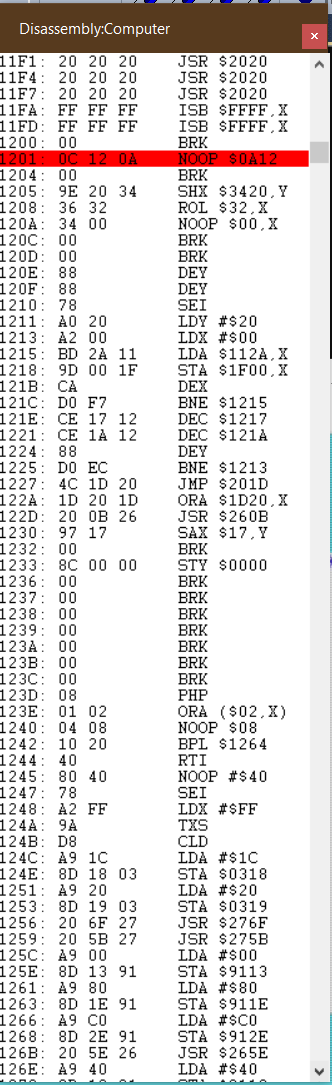 Disassembly:Computer
11F1: 20 20 20 JSR $2020
11F4: 20 20 20 JSR $2020
11F7: 20 20 20 JSR $2020
11FA: FF FF FF ISB $FFFF,X
11FD: FF FF FF ISB $FFFF,X
1200: 00 BRK
1201: 0C 12 0A NOOP $0A12
1204: 00 BRK
1205: 9E 20 34 SHX $3420,Y
1208: 36 32 ROL $32,X
120A: 34 00 NOOP $00,X
120C: 00 BRK
120D: 00 BRK
120E: 88 DEY
120F: 88 DEY
1210: 78 SEI
1211: A0 20 LDY #$20
1213: A2 00 LDX #$00
1215: BD 2A 11 LDA $112A,X
1218: 9D 00 1F STA $1F00,X
121B: CA DEX
121C: D0 F7 BNE $1215
121E: CE 17 12 DEC $1217
1221: CE 1A 12 DEC $121A
1224: 88 DEY
1225: D0 EC BNE $1213
1227: 4C 1D 20 JMP $201D
122A: 1D 20 1D ORA $1D20,X
122D: 20 0B 26 JSR $260B
1230: 97 17 SAX $17,Y
1232: 00 BRK
1233: 8C 00 00 STY $0000
1236: 00 BRK
1237: 00 BRK
1238: 00 BRK
1239: 00 BRK
123A: 00 BRK
123B: 00 BRK
123C: 00 BRK
123D: 08 PHP
123E: 01 02 ORA ($02,X)
1240: 04 08 NOOP $08
1242: 10 20 BPL $1264
1244: 40 RTI
1245: 80 40 NOOP #$40
1247: 78 SEI
1248: A2 FF LDX #$FF
124A: 9A TXS
124B: D8 CLD
124C: A9 1C LDA #$1C
124E: 8D 18 03 STA $0318
1251: A9 20 LDA #$20
1253: 8D 19 03 STA $0319
1256: 20 6F 27 JSR $276F
1259: 20 5B 27 JSR $275B
125C: A9 00 LDA #$00
125E: 8D 13 91 STA $9113
1261: A9 80 LDA #$80
1263: 8D 1E 91 STA $911E
1266: A9 C0 LDA #$C0
1268: 8D 2E 91 STA $912E
126B: 20 5E 26 JSR $265E
126E: A9 40 LDA #$40